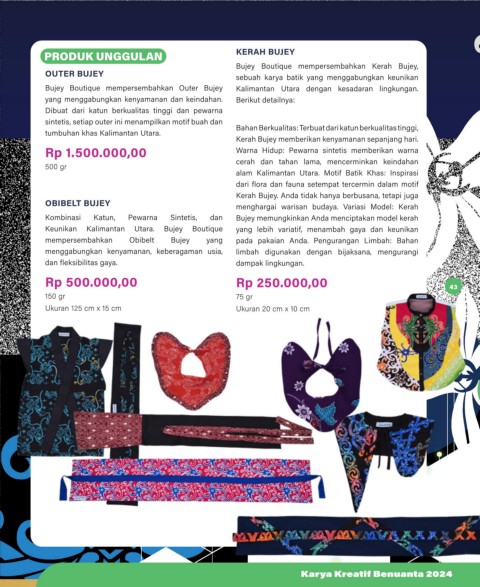 PRODUK UNGGULAN
OUTER BUJEY
Bujey Boutique mempersembahkan Outer Bujey
yang menggabungkan kenyamanan dan keindahan.
Dibuat dari katun berkualitas tinggi dan pewarna
sintetis, setiap outer ini menampilkan motif buah dan
tumbuhan khas Kalimantan Utara.
Rp 1.500.000,00
500 gr
OBIBELT BUJEY
Kombinasi Katun, Pewarna Sintetis, dan
Keunikan Kalimantan Utara. Bujey Boutique
mempersembahkan Obibelt Bujey yang
menggabungkan kenyamanan, keberagaman usia,
dan fleksibilitas gaya.
Rp 500.000,00
150 gr
Ukuran 125 cm x 15 cm
KERAH BUJEY
Bujey Boutique mempersembahkan Kerah Bujey,
sebuah karya batik yang menggabungkan keunikan
Kalimantan Utara dengan kesadaran lingkungan.
Berikut detailnya:
Bahan Berkualitas: Terbuat dari katun berkualitas tinggi,
Kerah Bujey memberikan kenyamanan sepanjang hari.
Warna Hidup: Pewarna sintetis memberikan warna
cerah dan tahan lama, mencerminkan keindahan
alam Kalimantan Utara. Motif Batik Khas: Inspirasi
dari flora dan fauna setempat tercermin dalam motif
Kerah Bujey. Anda tidak hanya berbusana, tetapi juga
menghargai warisan budaya. Variasi Model: Kerah
Bujey memungkinkan Anda menciptakan model kerah
yang lebih variatif, menambah gaya dan keunikan
pada pakaian Anda. Pengurangan Limbah: Bahan
limbah digunakan dengan bijaksana, mengurangi
dampak lingkungan.
Rp 250.000,00
75 gr
Ukuran 20 cm x 10 cm
43
Karya Kreatif Benuanta 2024